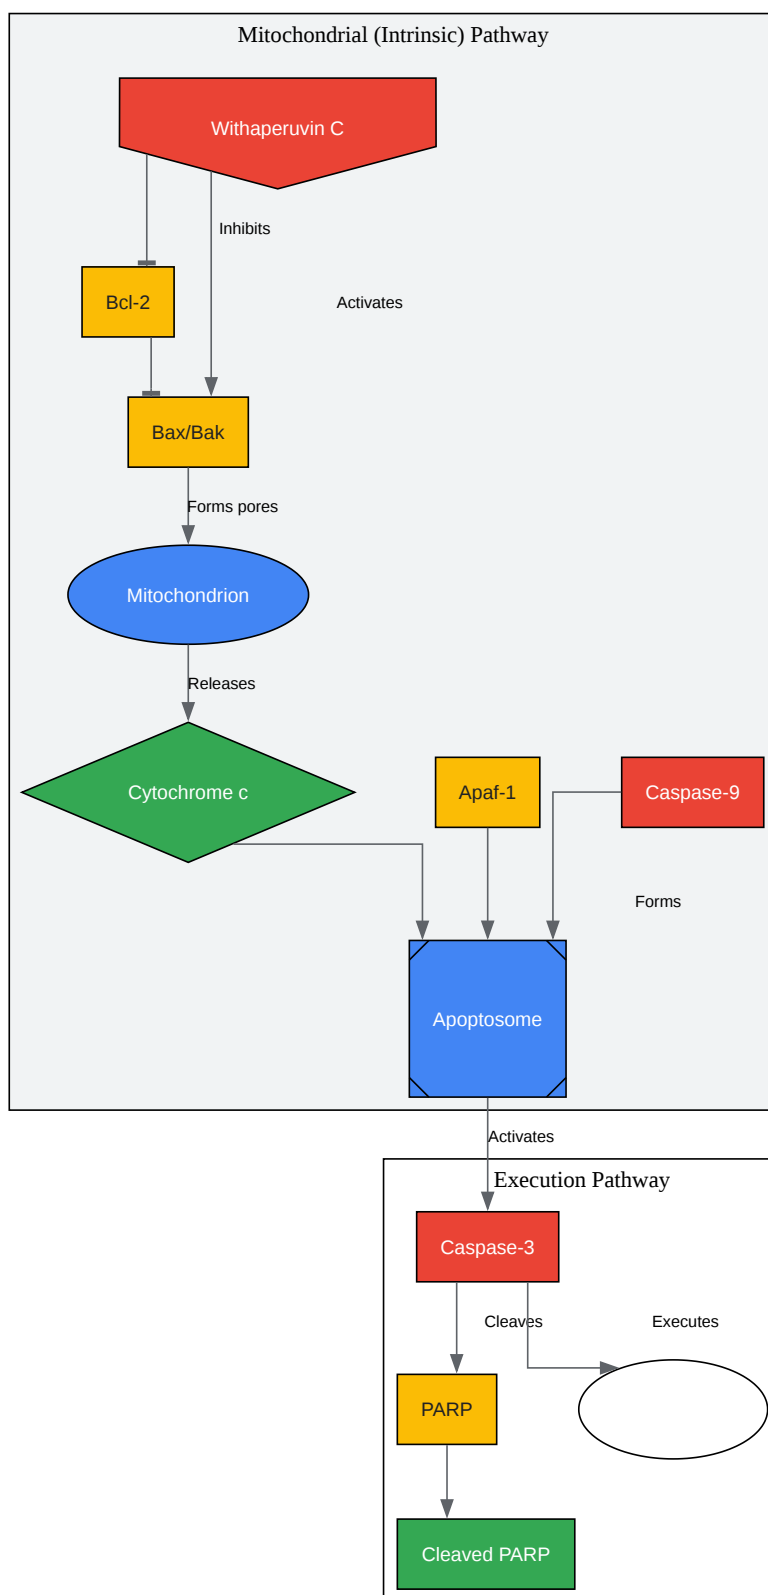 Mitochondrial (Intrinsic) Pathway
Withaperuvin C
Inhibits
Bcl-2
Activates
Bax/Bak
Forms pores
Mitochondrion
Releases
Cytochrome c
Apaf-1
Caspase-9
Forms
Apoptosome
Activates
Execution Pathway
Caspase-3
Cleaves
Executes
PARP
Cleaved PARP